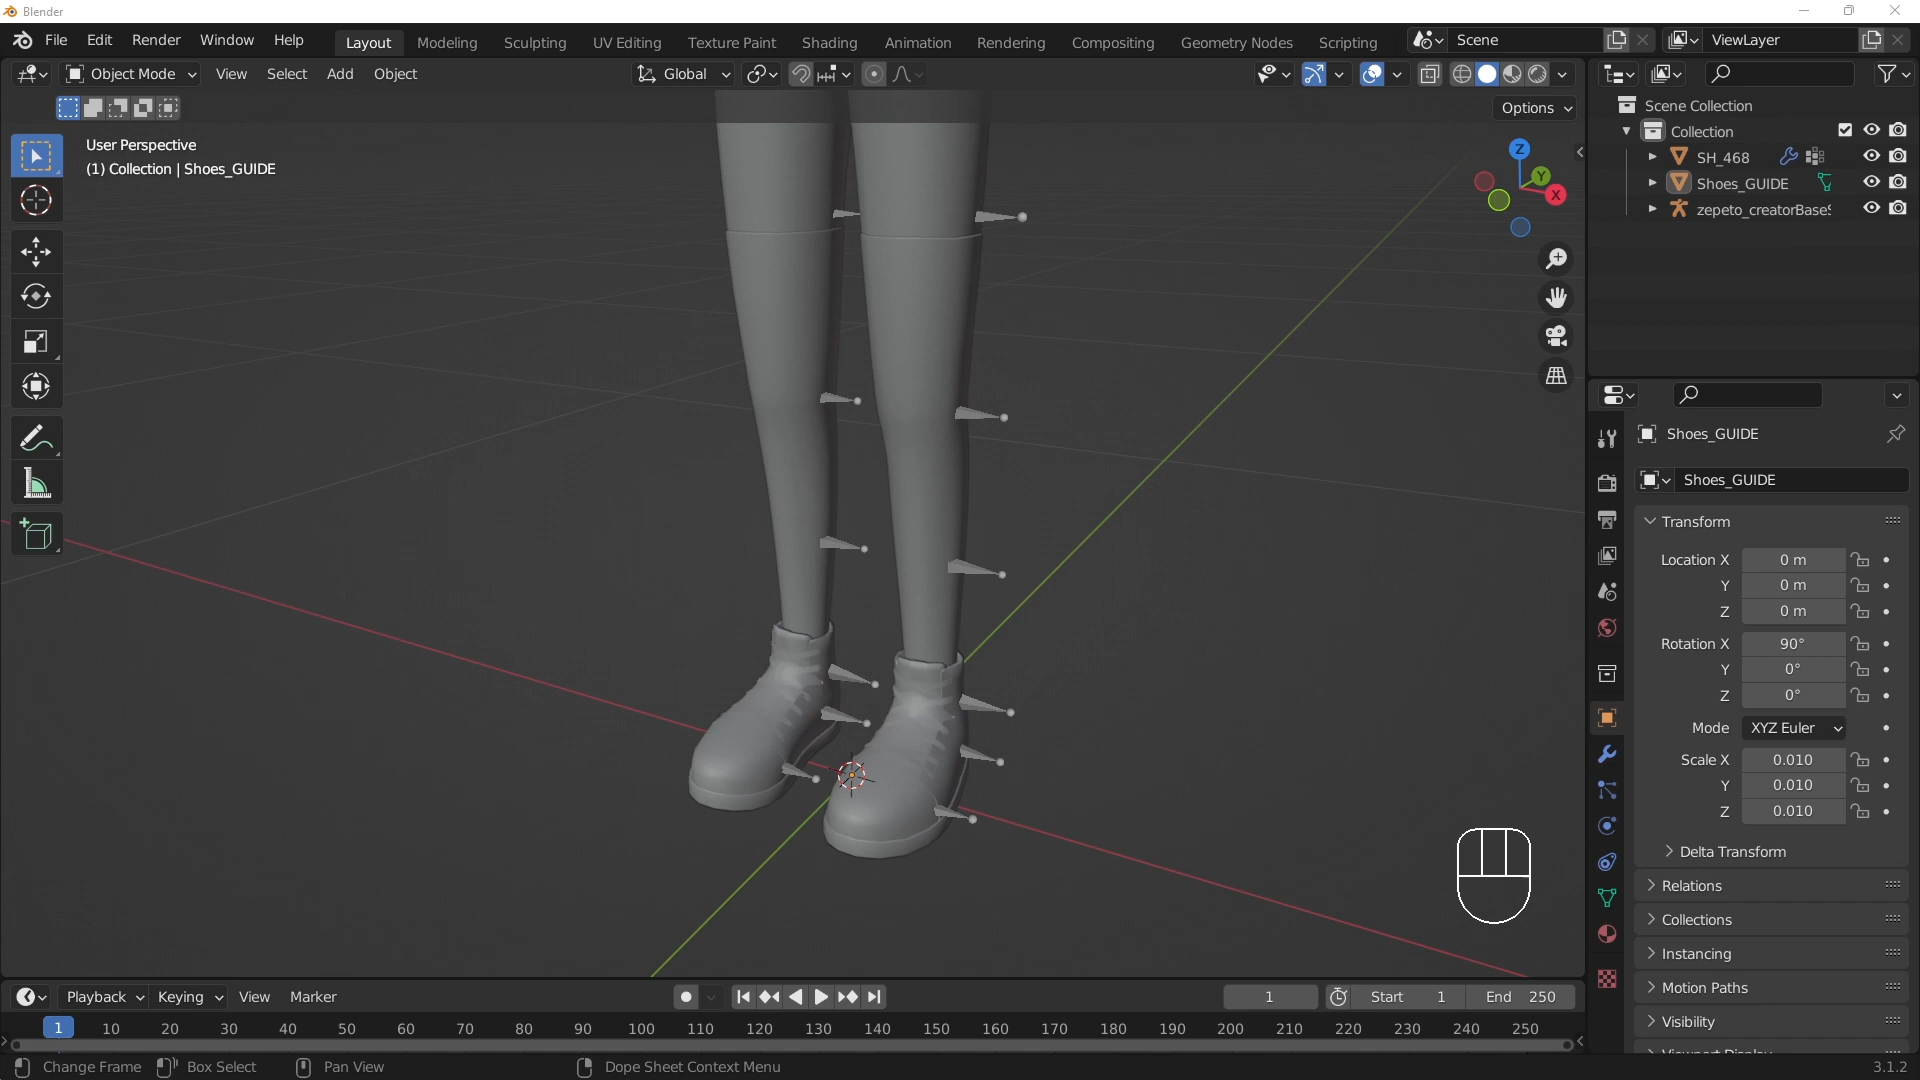 Blender
File Edit Render Window Help Layout Modeling Sculpting UV Editing Texture Paint Shading Animation Rendering Compositing Geometry Nodes Scripting Scene ViewLayer
Object Mode View Select Add Object Global
Options
User Perspective
(1) Collection | Shoes_GUIDE
Z
Y
X
Scene Collection
Collection
SH_468
Shoes_GUIDE
zepeto_creatorBase
Shoes_GUIDE
Shoes_GUIDE
Transform
Location X 0 m
Y 0 m
Z 0 m
Rotation X 90°
Y 0°
Z 0°
Mode XYZ Euler
Scale X 0.010
Y 0.010
Z 0.010
Delta Transform
Relations
Collections
Instancing
Motion Paths
Visibility
Viewport Display
Playback Keying View Marker 1 Start 1 End 250
1 10 20 30 40 50 60 70 80 90 100 110 120 130 140 150 160 170 180 190 200 210 220 230 240 250
Change Frame Box Select Pan View Dope Sheet Context Menu 3.1.2